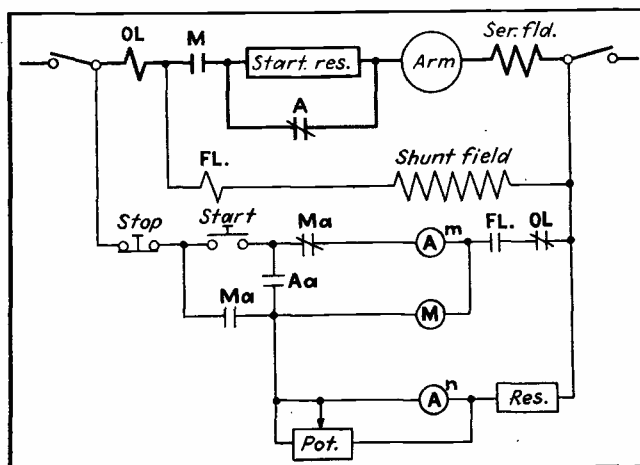 OL
M
Start. res.
Arm
Ser. fld.
A
FL.
Shunt field
Stop
Start
Ma
A m
FL.
OL
Aa
Ma
M
A n
Res.
Pot.